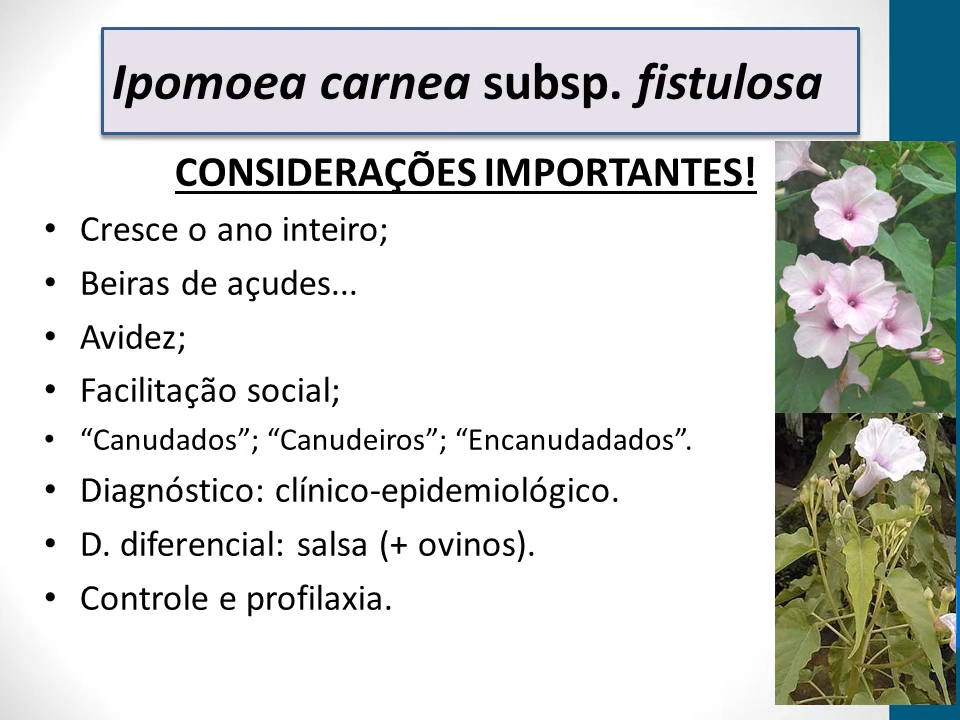 Ipomoea carnea subsp. fistulosa
CONSIDERAÇÕES IMPORTANTES!
• Cresce o ano inteiro;
• Beiras de açudes...
• Avidez;
• Facilitação social;
• “Canudados”; “Canudeiros”; “Encanudadados”.
• Diagnóstico: clínico-epidemiológico.
• D. diferencial: salsa (+ ovinos).
• Controle e profilaxia.